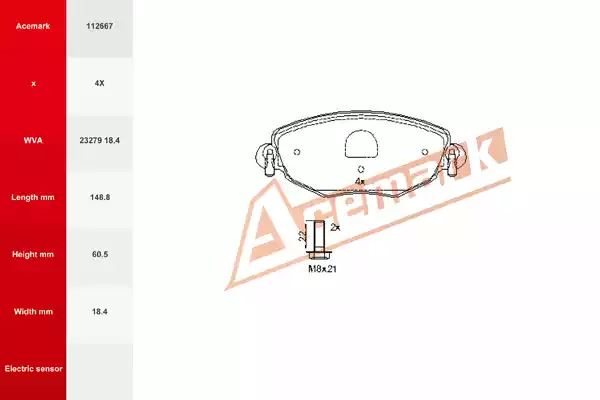 Acemark 112667
x 4X
WVA 23279 18.4
Length mm 148.8
Height mm 60.5
Width mm 18.4
Electric sensor
4x
Acemark
22
2x
M8x21